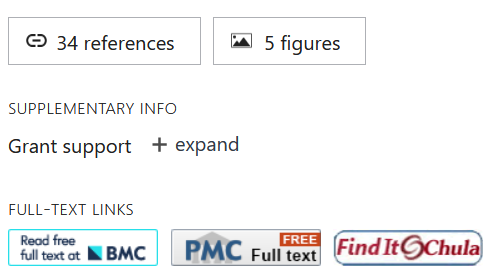 34 references
5 figures
SUPPLEMENTARY INFO
Grant support + expand
FULL-TEXT LINKS
Read free
full text at BMC
PMC FREE
Full text
Find It@Chula